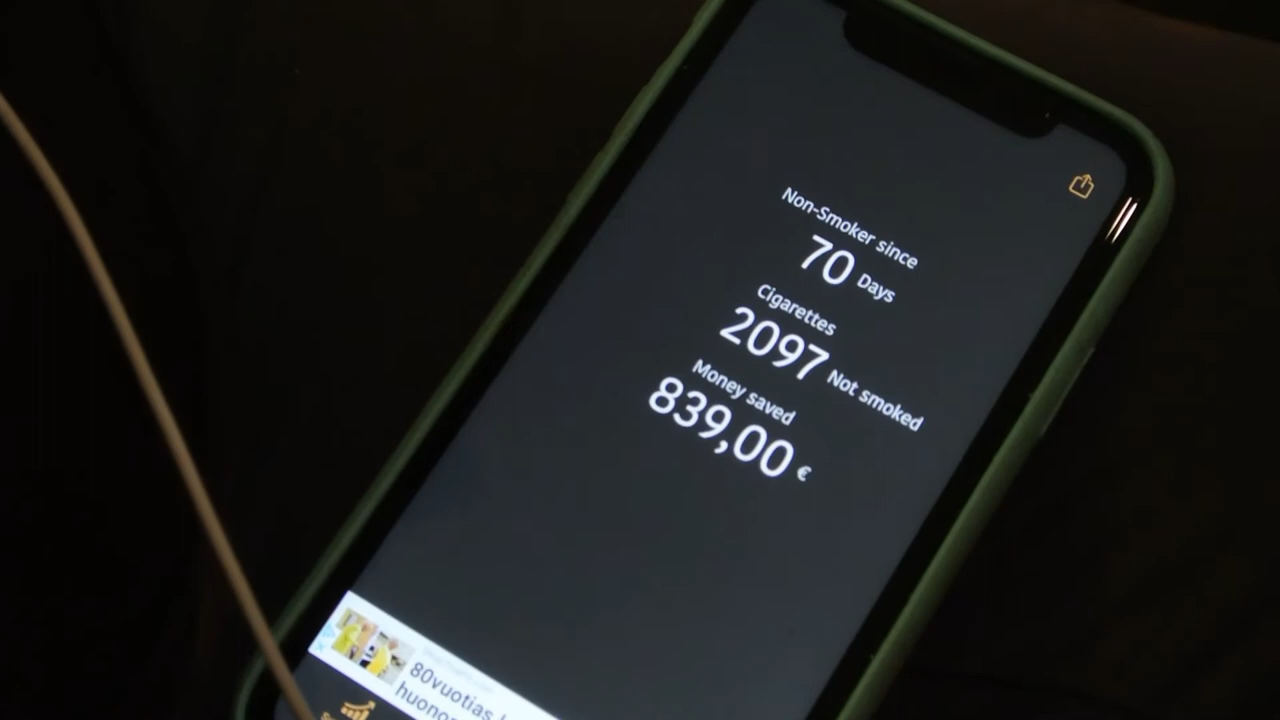 Non-Smoker since
70 Days
Cigarettes
2097 Not smoked
Money saved
839,00 €
80vuotias